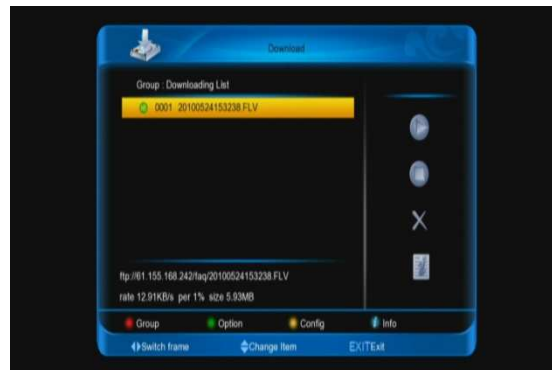 Download
Group : Downloading List
0001 20100524153238.FLV
ftp://61.155.168.242/faq/20100524153238.FLV
rate 12.91KB/s per 1% size 5.93MB
Group Option Config Info
Switch frame Change Item EXITExit